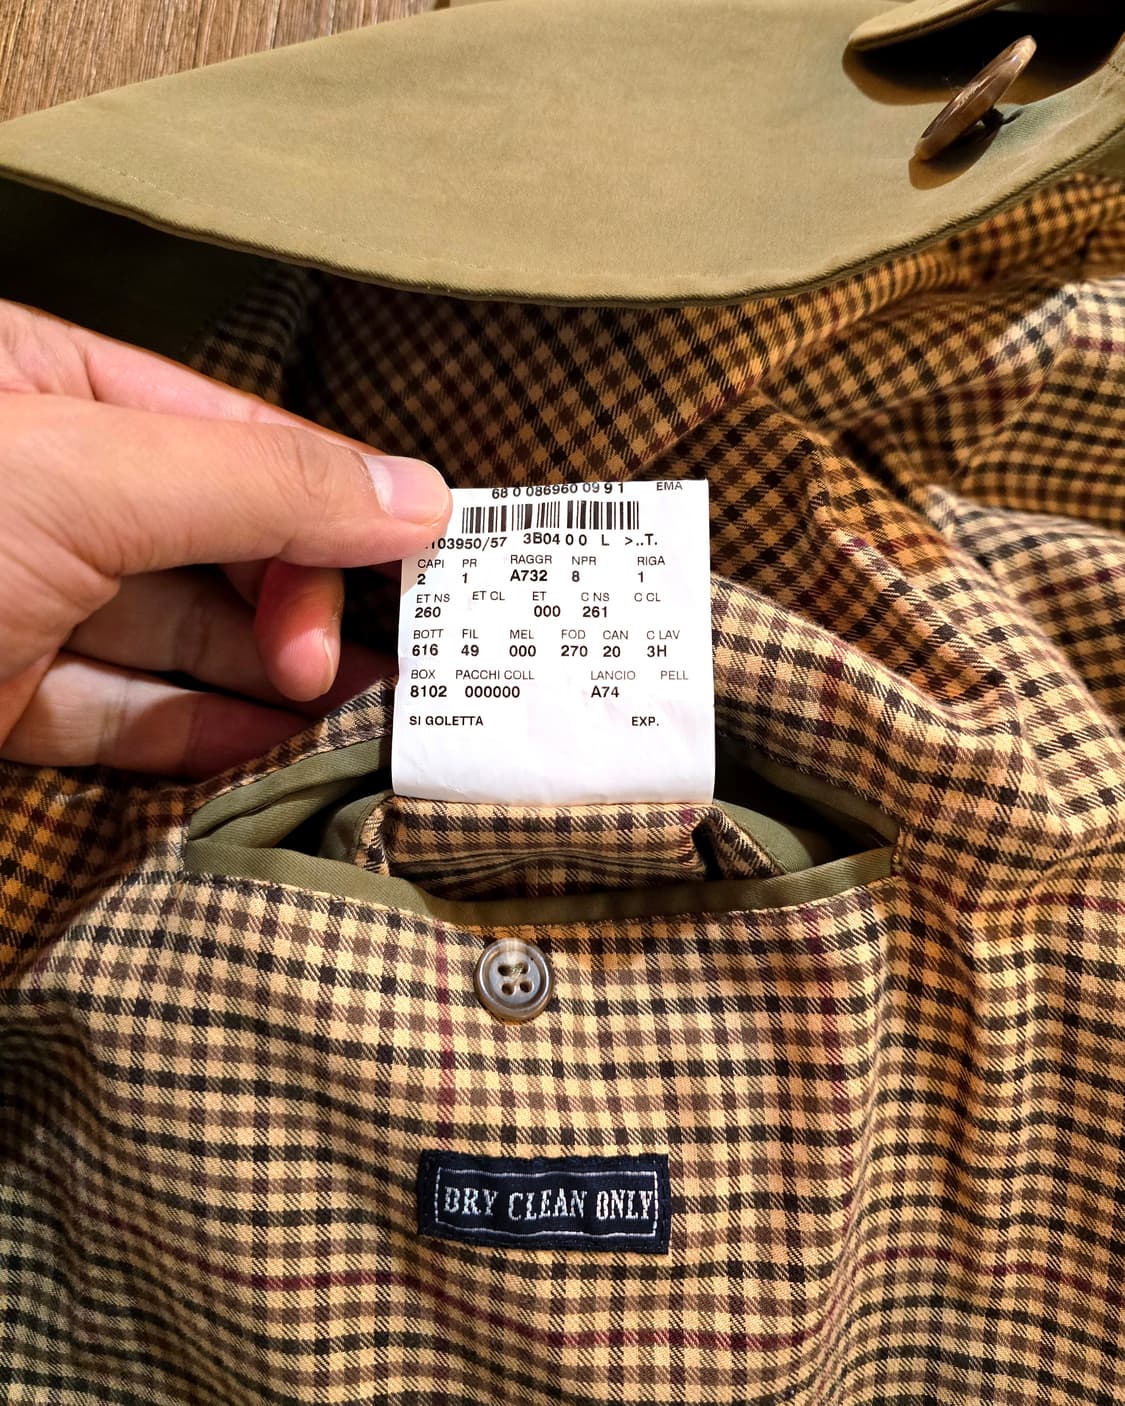 68 0 086960 09 9 1 EMA
103950/57 3B04 0 0 L >..T.
CAPI PR RAGGR NPR RIGA
2 1 A732 8 1
ET NS ET CL ET C NS C CL
260 000 261
BOTT FIL MEL FOD CAN C LAV
616 49 000 270 20 3H
BOX PACCHI COLL LANCIO PELL
8102 000000 A74
SI GOLETTA EXP.
DRY CLEAN ONLY